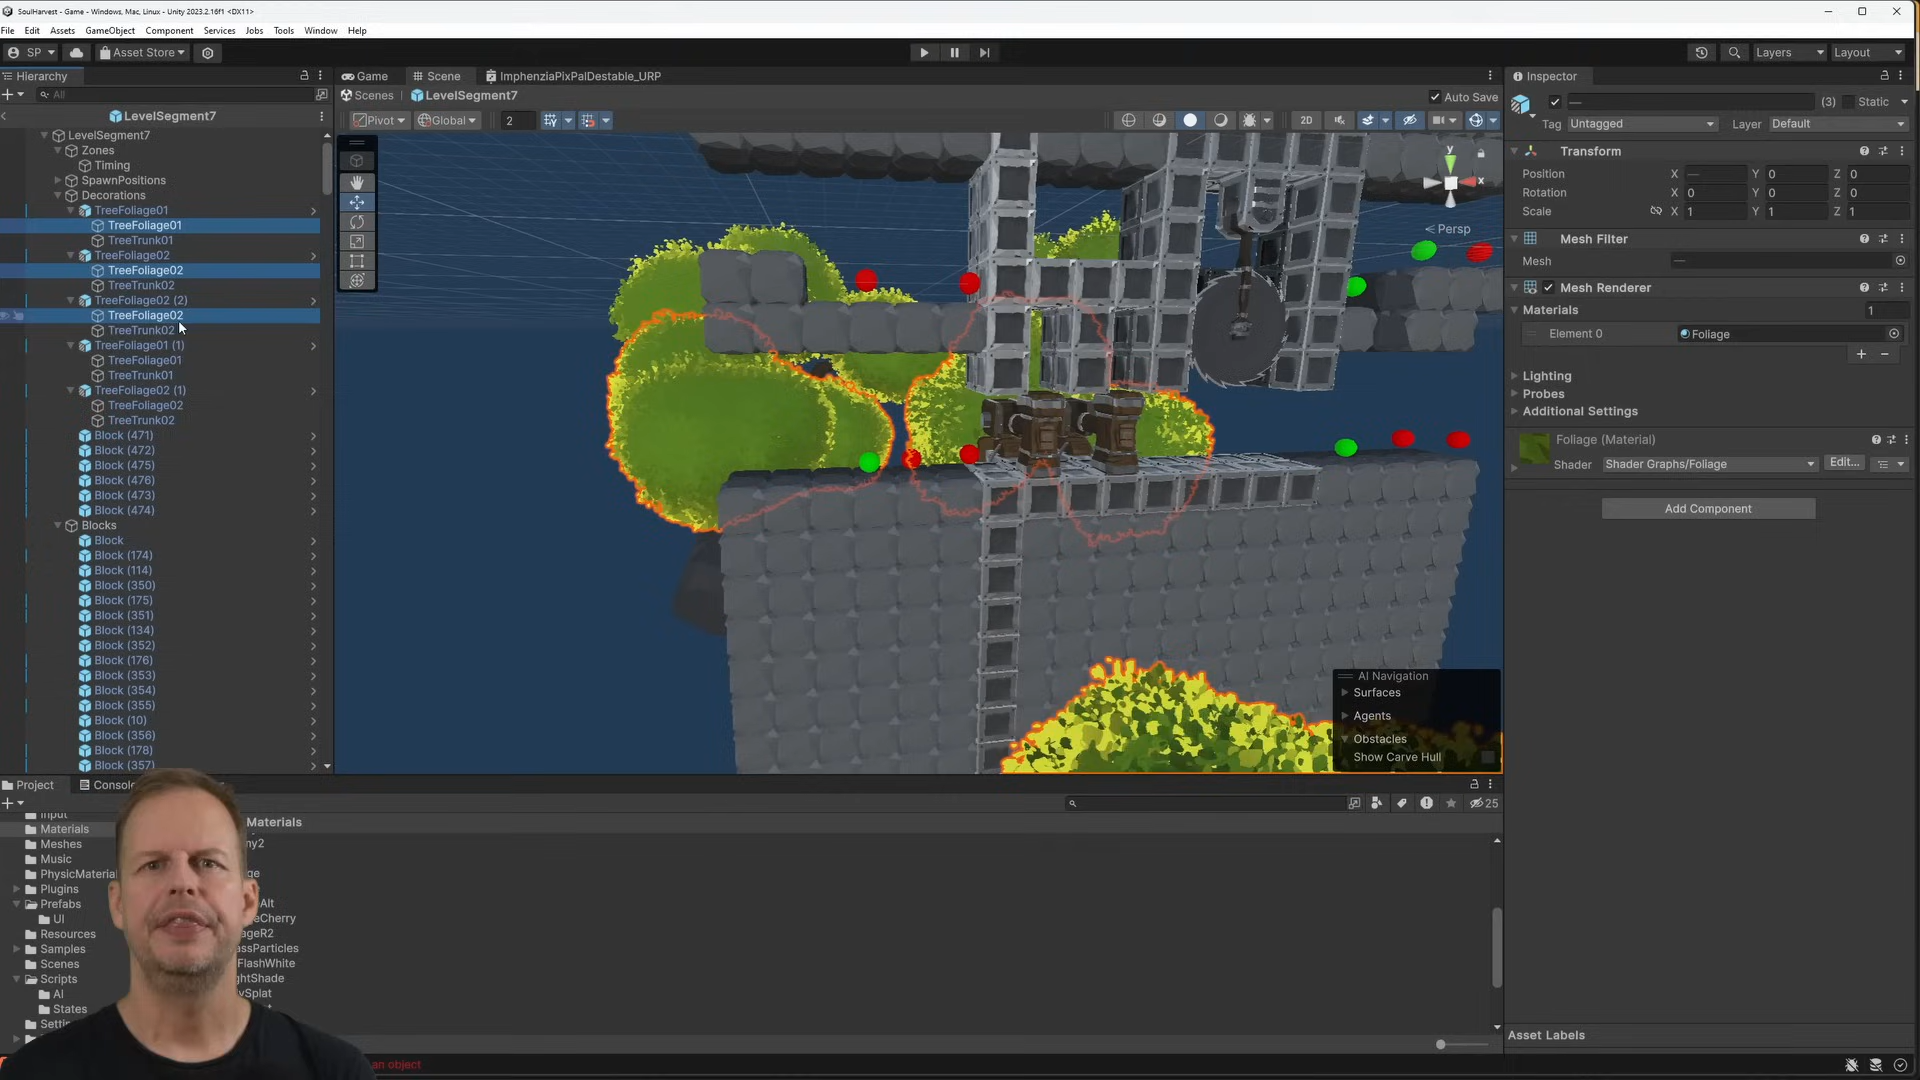 SoulHarvest - Game - Windows, Mac, Linux - Unity 2023.2.16f1 <DX11>
File Edit Assets GameObject Component Services Jobs Tools Window Help
SP Asset Store Layers Layout
Hierarchy
All
LevelSegment7
LevelSegment7
Zones
Timing
SpawnPositions
Decorations
TreeFoliage01
TreeFoliage01
TreeTrunk01
TreeFoliage02
TreeFoliage02
TreeTrunk02
TreeFoliage02 (2)
TreeFoliage02
TreeTrunk02
TreeFoliage01 (1)
TreeFoliage01
TreeTrunk01
TreeFoliage02 (1)
TreeFoliage02
TreeTrunk02
Block (471)
Block (472)
Block (475)
Block (476)
Block (473)
Block (474)
Blocks
Block
Block (174)
Block (114)
Block (350)
Block (175)
Block (351)
Block (134)
Block (352)
Block (176)
Block (353)
Block (354)
Block (355)
Block (10)
Block (356)
Block (178)
Block (357)
Game Scene ImphenziaPixPalDestable_URP
Scenes LevelSegment7 Auto Save
Pivot Global 2 2D
y
x
< Persp
AI Navigation
Surfaces
Agents
Obstacles
Show Carve Hull
Inspector
— (3) Static
Tag Untagged Layer Default
Transform
Position X — Y 0 Z 0
Rotation X 0 Y 0 Z 0
Scale X 1 Y 1 Z 1
Mesh Filter
Mesh —
Mesh Renderer
Materials 1
Element 0 Foliage
Lighting
Probes
Additional Settings
Foliage (Material)
Shader Shader Graphs/Foliage Edit...
Add Component
Asset Labels
Project Console
25
Input
Materials
Meshes
Music
PhysicMaterial
Plugins
Prefabs
UI
Resources
Samples
Scenes
Scripts
AI
States
Materials
an object